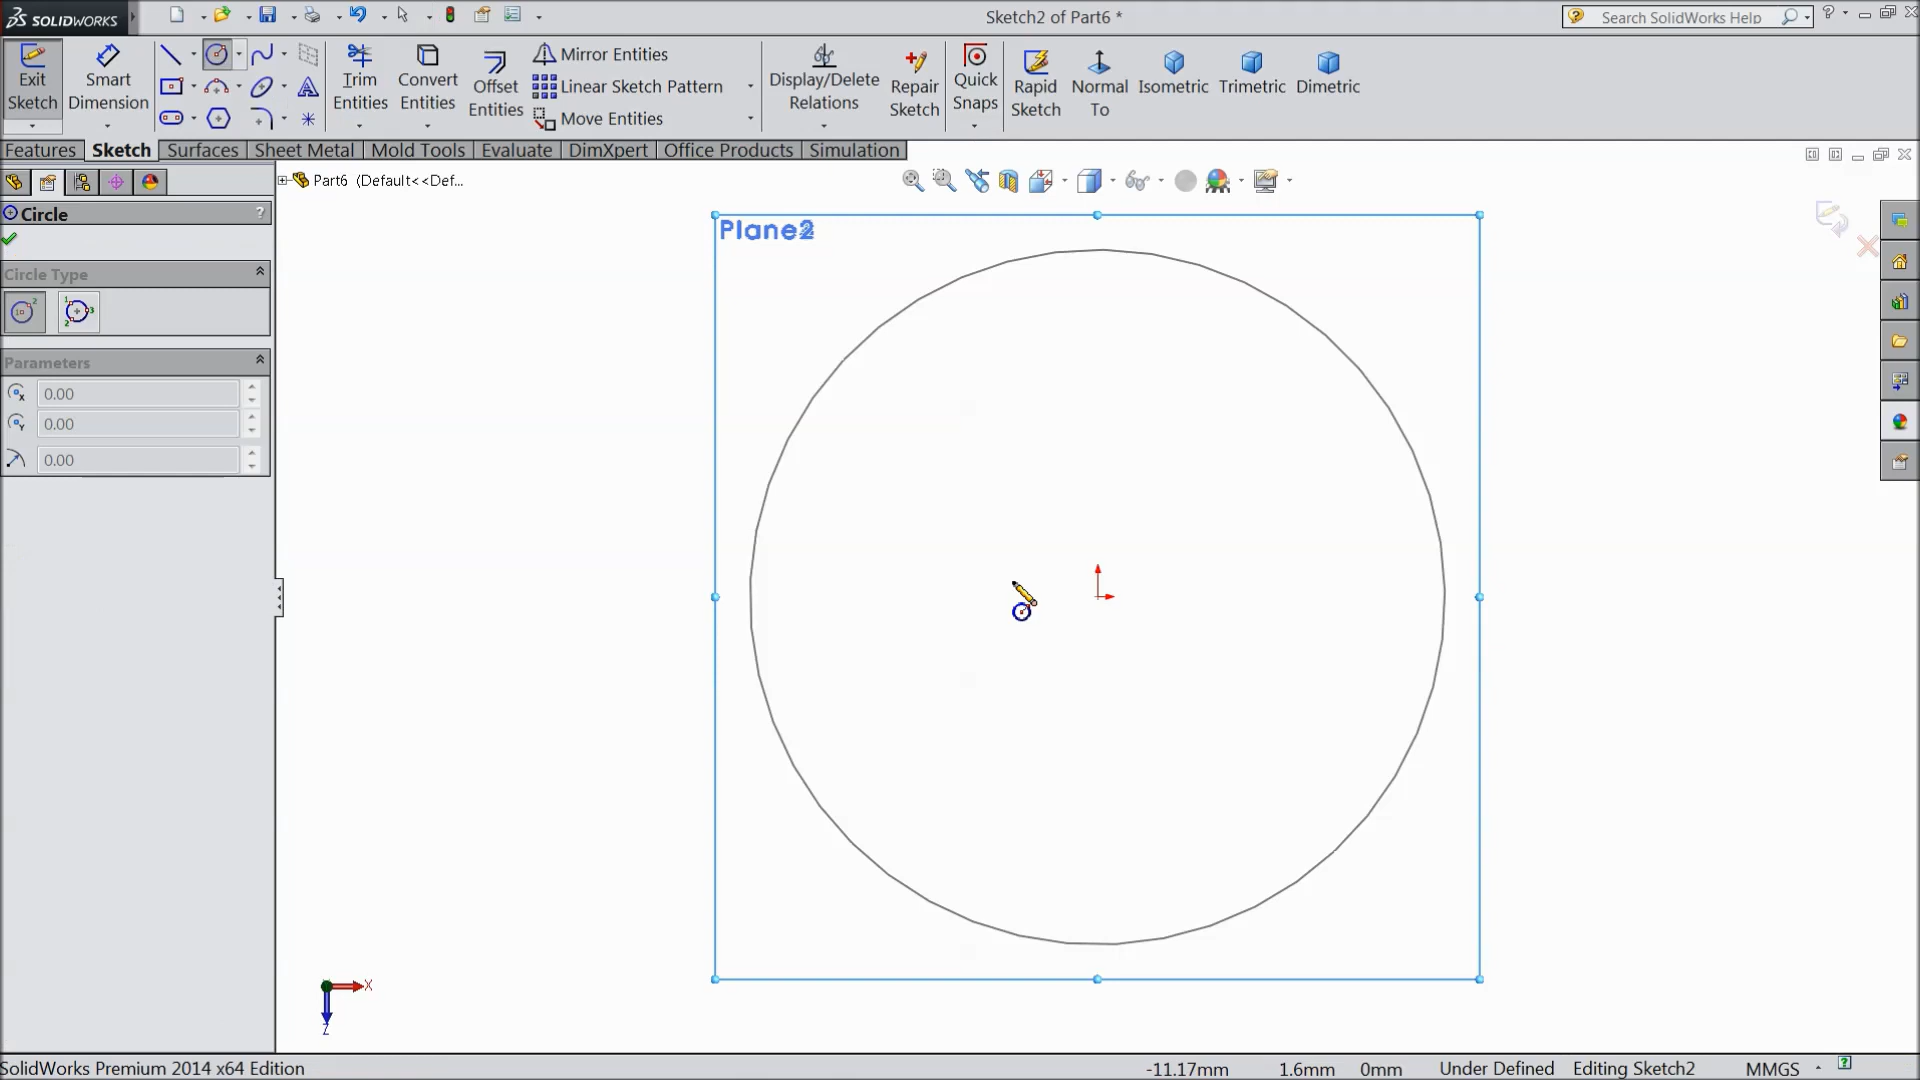 SOLIDWORKS
Sketch2 of Part6 *
Search SolidWorks Help
Exit Sketch
Smart Dimension
Trim Entities
Convert Entities
Offset Entities
Mirror Entities
Linear Sketch Pattern
Move Entities
Display/Delete Relations
Repair Sketch
Quick Snaps
Rapid Sketch
Normal To
Isometric
Trimetric
Dimetric
Features
Sketch
Surfaces
Sheet Metal
Mold Tools
Evaluate
DimXpert
Office Products
Simulation
Part6 (Default<<Def...
Circle
?
Circle Type
Parameters
0.00
0.00
0.00
Plane2
X
Z
SolidWorks Premium 2014 x64 Edition
-11.17mm
1.6mm
0mm
Under Defined
Editing Sketch2
MMGS